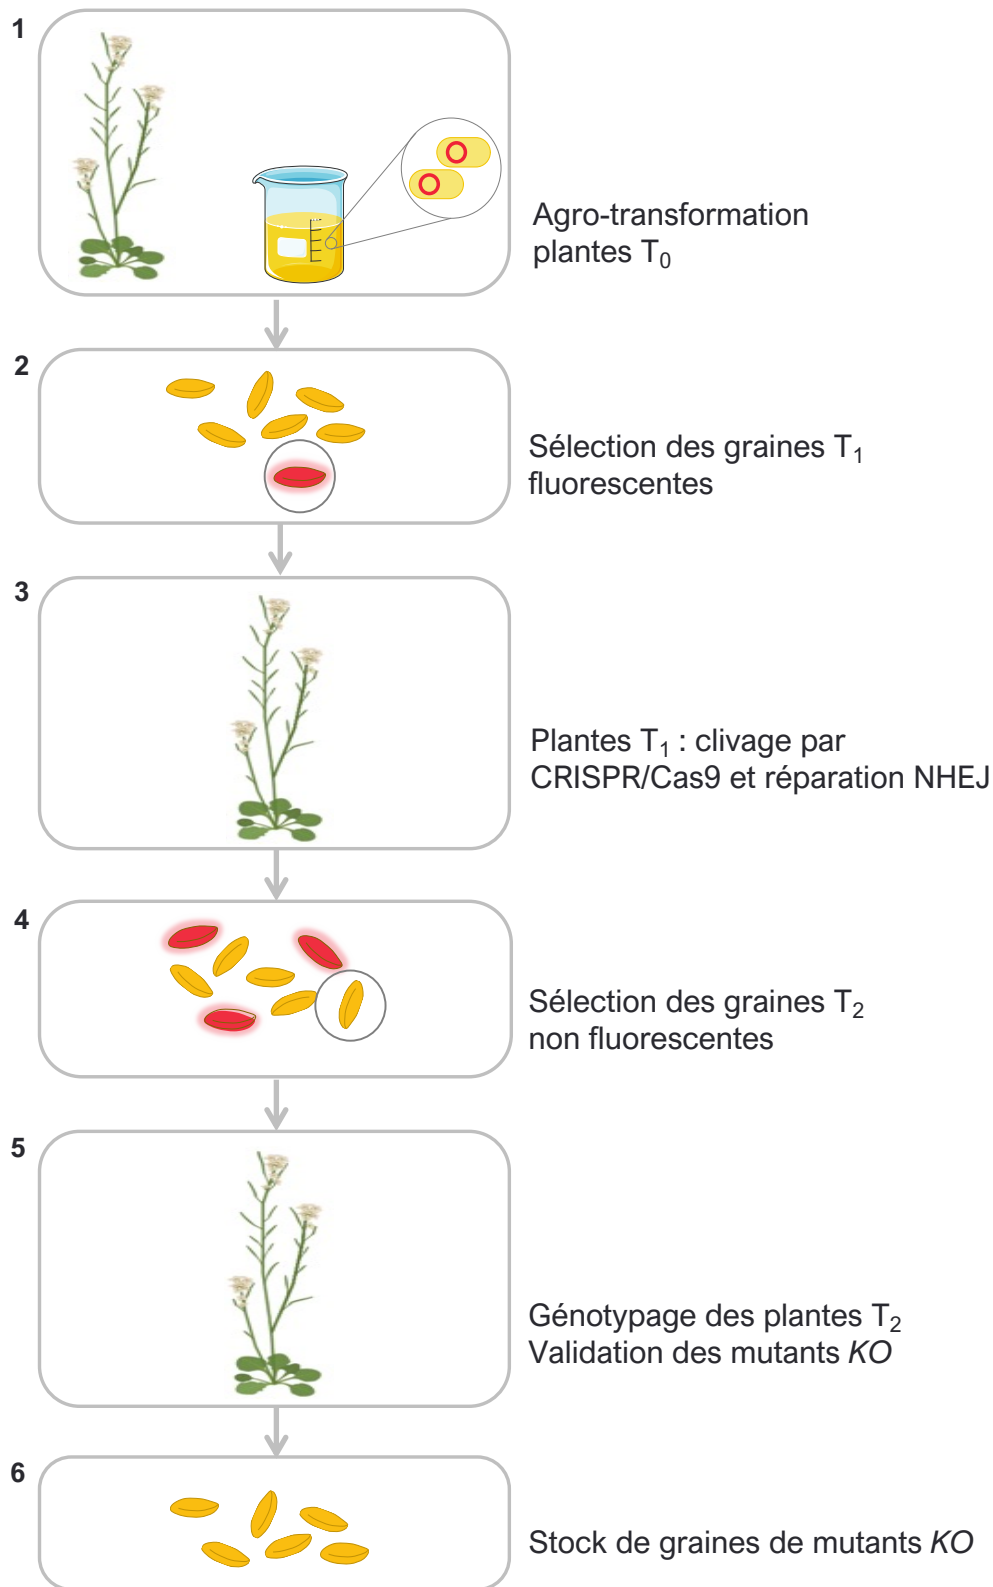 1
Agro-transformation
plantes T₀
2
Sélection des graines T₁
fluorescentes
3
Plantes T₁ : clivage par
CRISPR/Cas9 et réparation NHEJ
4
Sélection des graines T₂
non fluorescentes
5
Génotypage des plantes T₂
Validation des mutants KO
6
Stock de graines de mutants KO